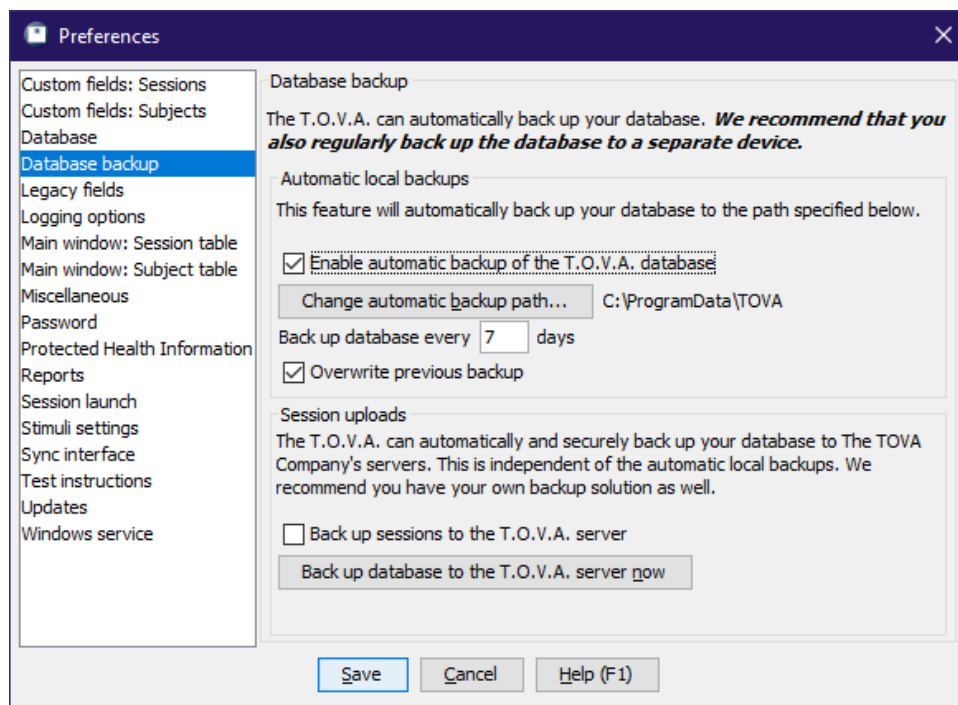 Preferences
Custom fields: Sessions
Custom fields: Subjects
Database
Database backup
Legacy fields
Logging options
Main window: Session table
Main window: Subject table
Miscellaneous
Password
Protected Health Information
Reports
Session launch
Stimuli settings
Sync interface
Test instructions
Updates
Windows service
Database backup
The T.O.V.A. can automatically back up your database. We recommend that you
also regularly back up the database to a separate device.
Automatic local backups
This feature will automatically back up your database to the path specified below.
Enable automatic backup of the T.O.V.A. database
Change automatic backup path... C:\ProgramData\TOVA
Back up database every 7 days
Overwrite previous backup
Session uploads
The T.O.V.A. can automatically and securely back up your database to The TOVA
Company's servers. This is independent of the automatic local backups. We
recommend you have your own backup solution as well.
Back up sessions to the T.O.V.A. server
Back up database to the T.O.V.A. server now
Save Cancel Help (F1)